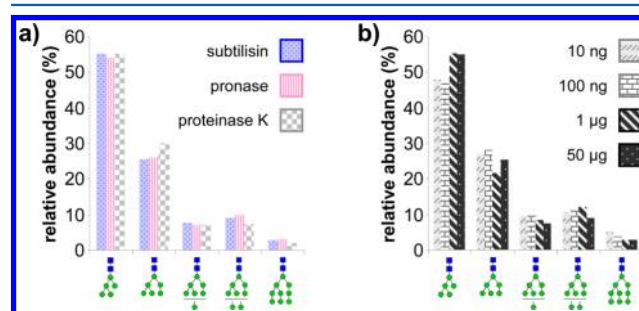 a)
relative abundance (%)
60
50
40
30
20
10
0
subtilisin
pronase
proteinase K
b)
relative abundance (%)
60
50
40
30
20
10
0
10 ng
100 ng
1 µg
50 µg